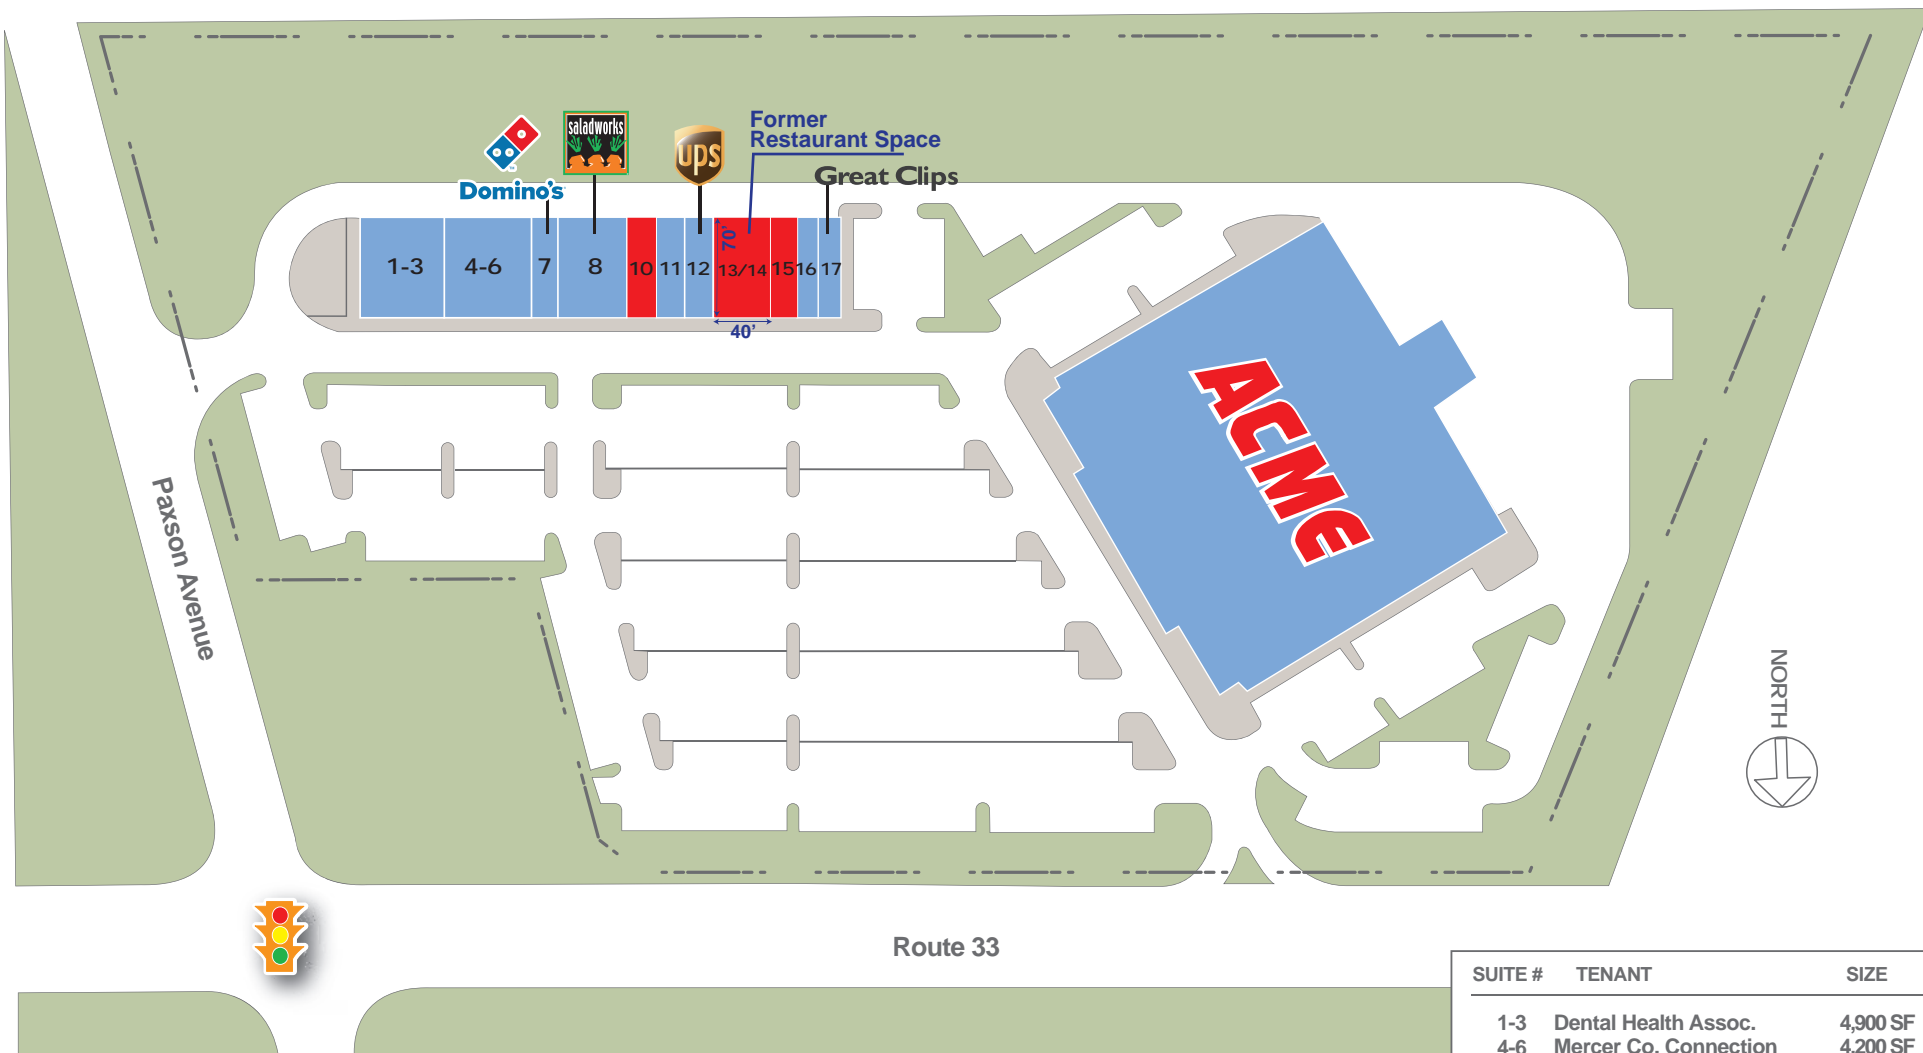 Former
Restaurant Space
saladworks
ups
Domino's
Great Clips
1-3
4-6
7
8
10
11
12
13/14
15
16
17
70'
40'
ACME
Paxson Avenue
NORTH
Route 33
SUITE # TENANT SIZE
1-3 Dental Health Assoc. 4,900 SF
4-6 Mercer Co. Connection 4,200 SF